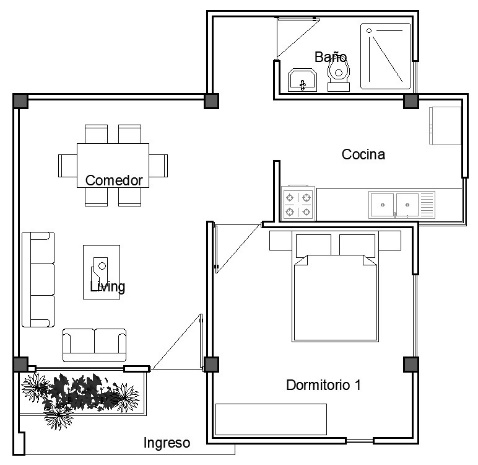 Baño
Cocina
Comedor
Living
Dormitorio 1
Ingreso